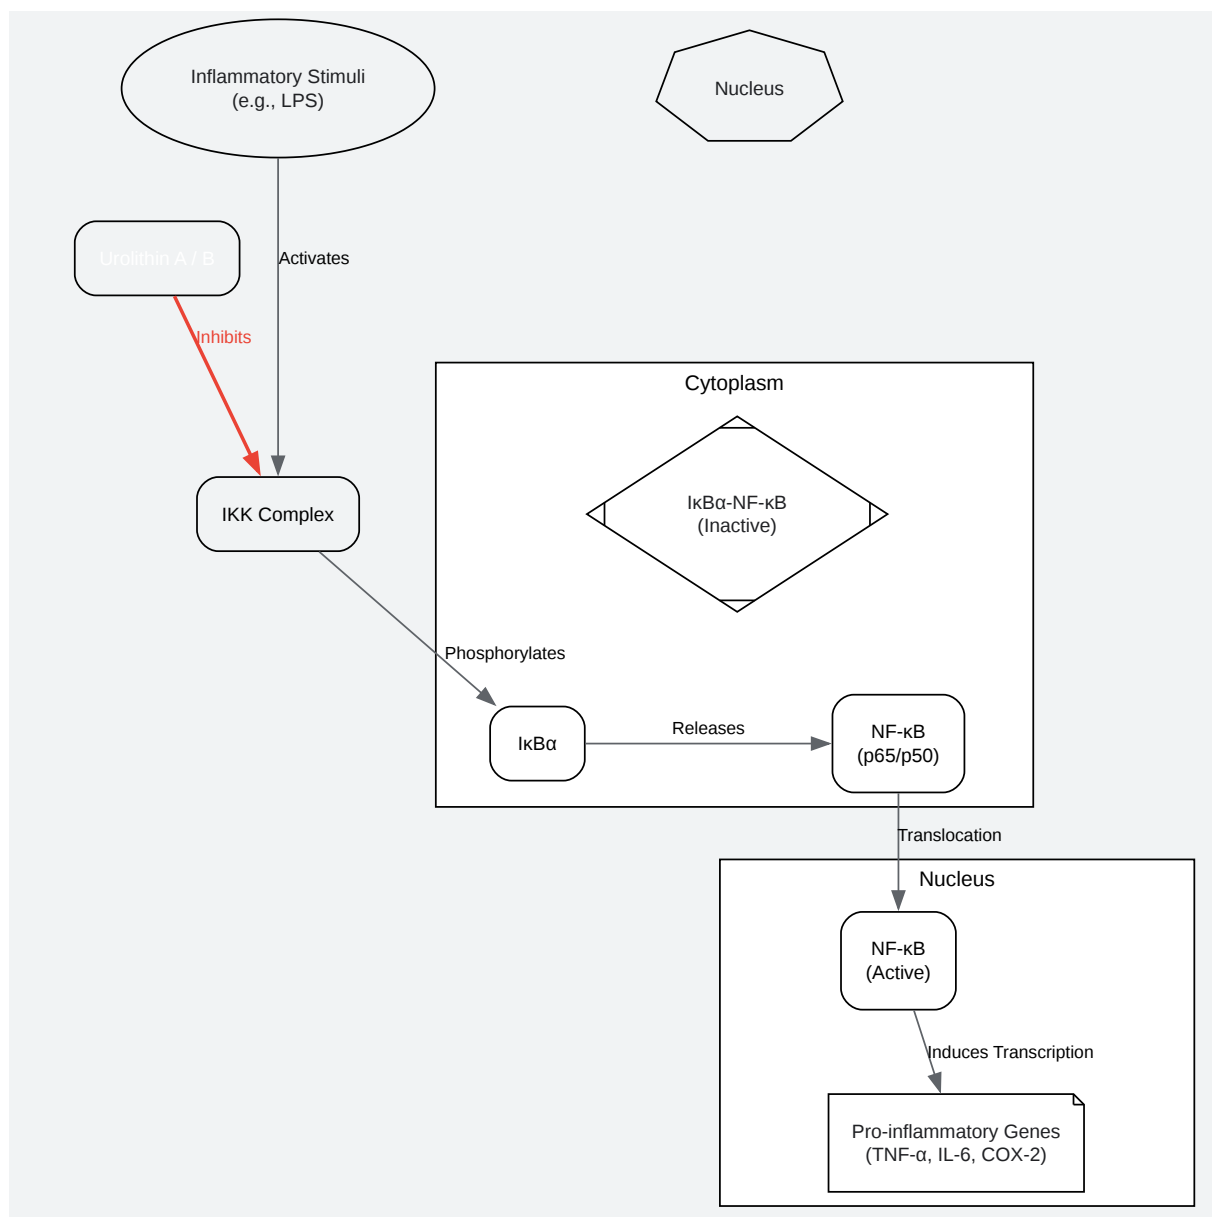 Inflammatory Stimuli
(e.g., LPS)
Nucleus
Urolithin A / B
Activates
Inhibits
Cytoplasm
IκBα-NF-κB
(Inactive)
IKK Complex
Phosphorylates
IκBα
Releases
NF-κB
(p65/p50)
Translocation
Nucleus
NF-κB
(Active)
Induces Transcription
Pro-inflammatory Genes
(TNF-α, IL-6, COX-2)